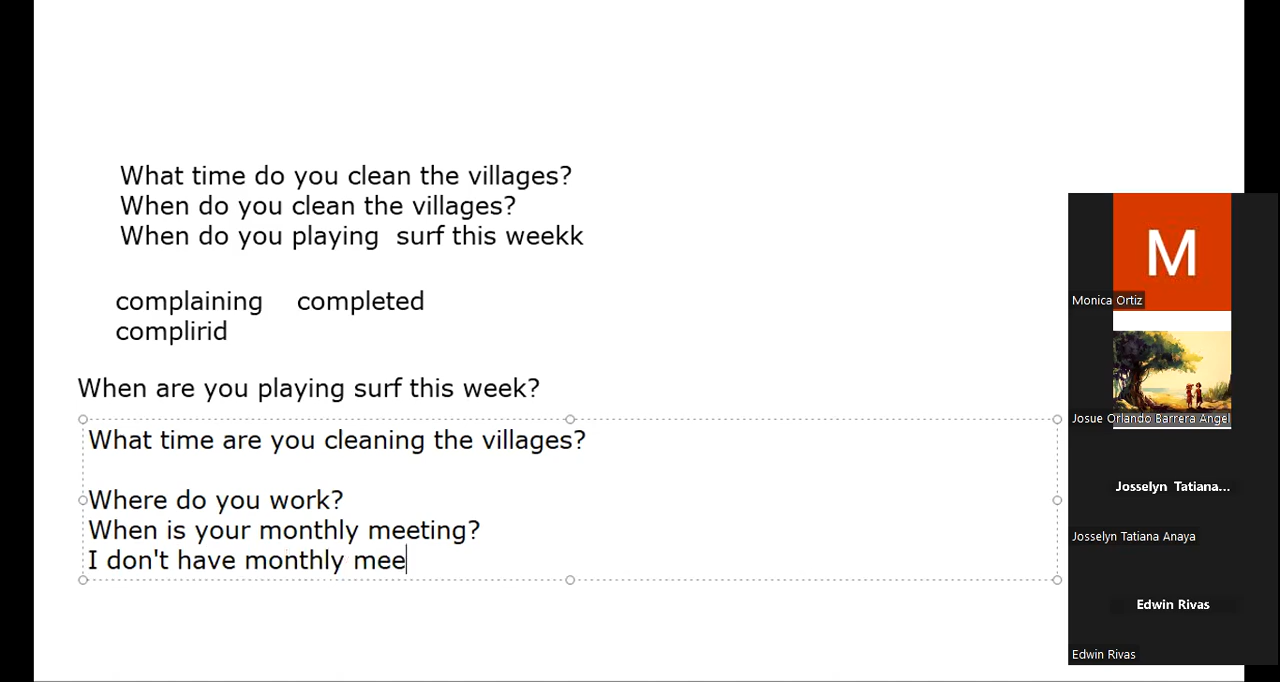 What time do you clean the villages?
When do you clean the villages?
When do you playing surf this weekk
complaining completed
complirid
When are you playing surf this week?
What time are you cleaning the villages?
Where do you work?
When is your monthly meeting?
I don't have monthly mee
M
Monica Ortiz
Josue Orlando Barrera Angel
Josselyn Tatiana...
Josselyn Tatiana Anaya
Edwin Rivas
Edwin Rivas